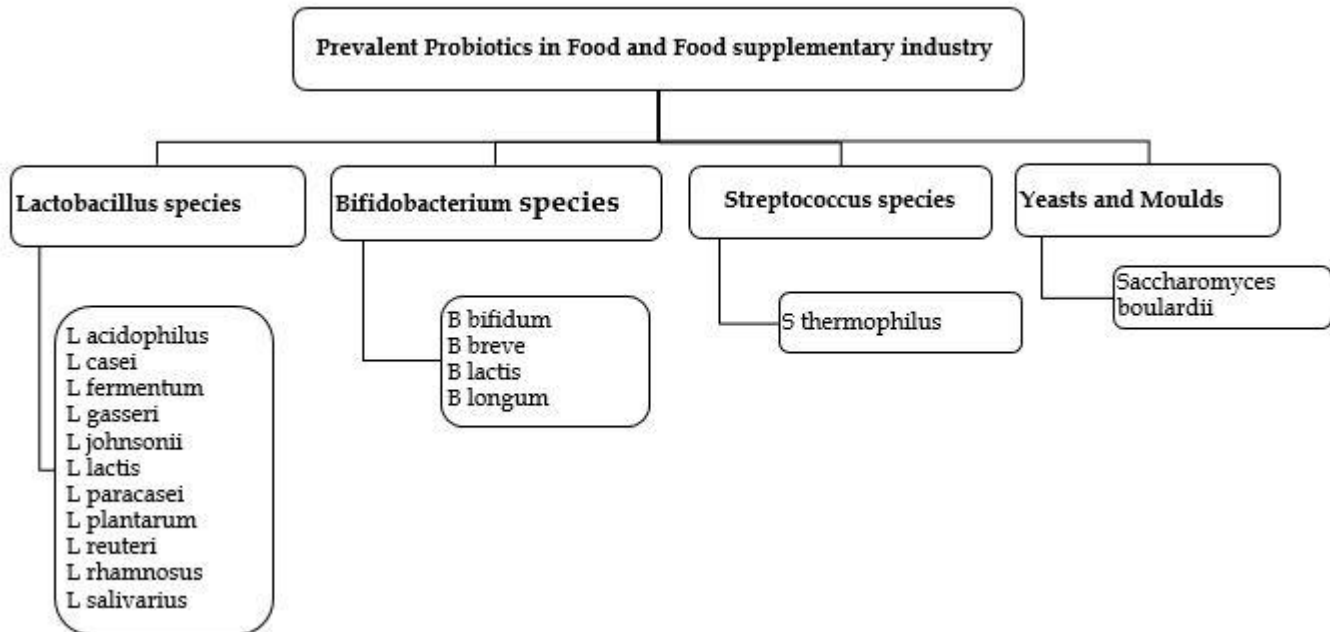 Prevalent Probiotics in Food and Food supplementary industry
Lactobacillus species
L acidophilus
L casei
L fermentum
L gasseri
L johnsonii
L lactis
L paracasei
L plantarum
L reuteri
L rhamnosus
L salivarius
Bifidobacterium species
B bifidum
B breve
B lactis
B longum
Streptococcus species
S thermophilus
Yeasts and Moulds
Saccharomyces
boulardii